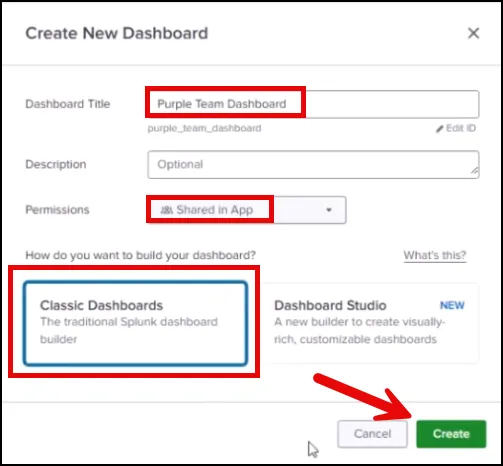 Create New Dashboard
Dashboard Title
Purple Team Dashboard
purple_team_dashboard
Edit ID
Description
Optional
Permissions
Shared in App
How do you want to build your dashboard?
What's this?
Classic Dashboards
The traditional Splunk dashboard
builder
Dashboard Studio
NEW
A new builder to create visually-
rich, customizable dashboards
Cancel
Create